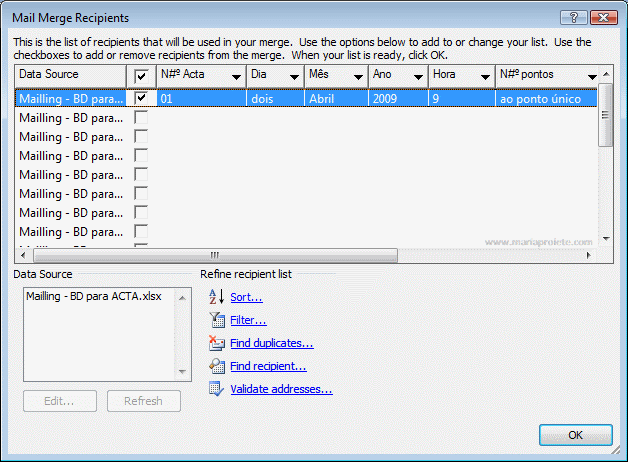 Mail Merge Recipients
This is the list of recipients that will be used in your merge. Use the options below to add to or change your list. Use the
checkboxes to add or remove recipients from the merge. When your list is ready, click OK.
Data Source N#º Acta Dia Mês Ano Hora N#º pontos
Mailling - BD para... 01 dois Abril 2009 9 ao ponto único
Mailling - BD para...
Mailling - BD para...
Mailling - BD para...
Mailling - BD para...
Mailling - BD para...
Mailling - BD para...
Mailling - BD para...
www.mariaprojete.com
Data Source Refine recipient list
Mailling - BD para ACTA.xlsx
Sort...
Filter...
Find duplicates...
Find recipient...
Validate addresses...
Edit... Refresh
OK